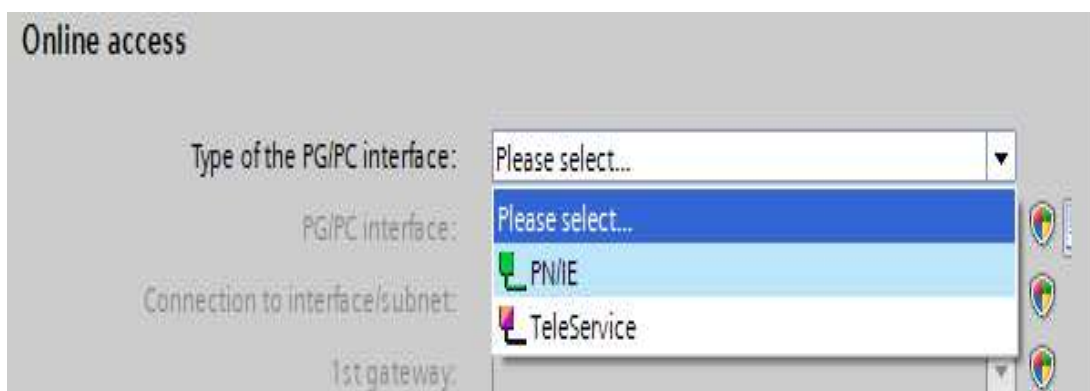 Online access
Type of the PG/PC interface: Please select...
PG/PC interface: Please select...
PN/IE
Connection to interface/subnet:
TeleService
1st gateway: